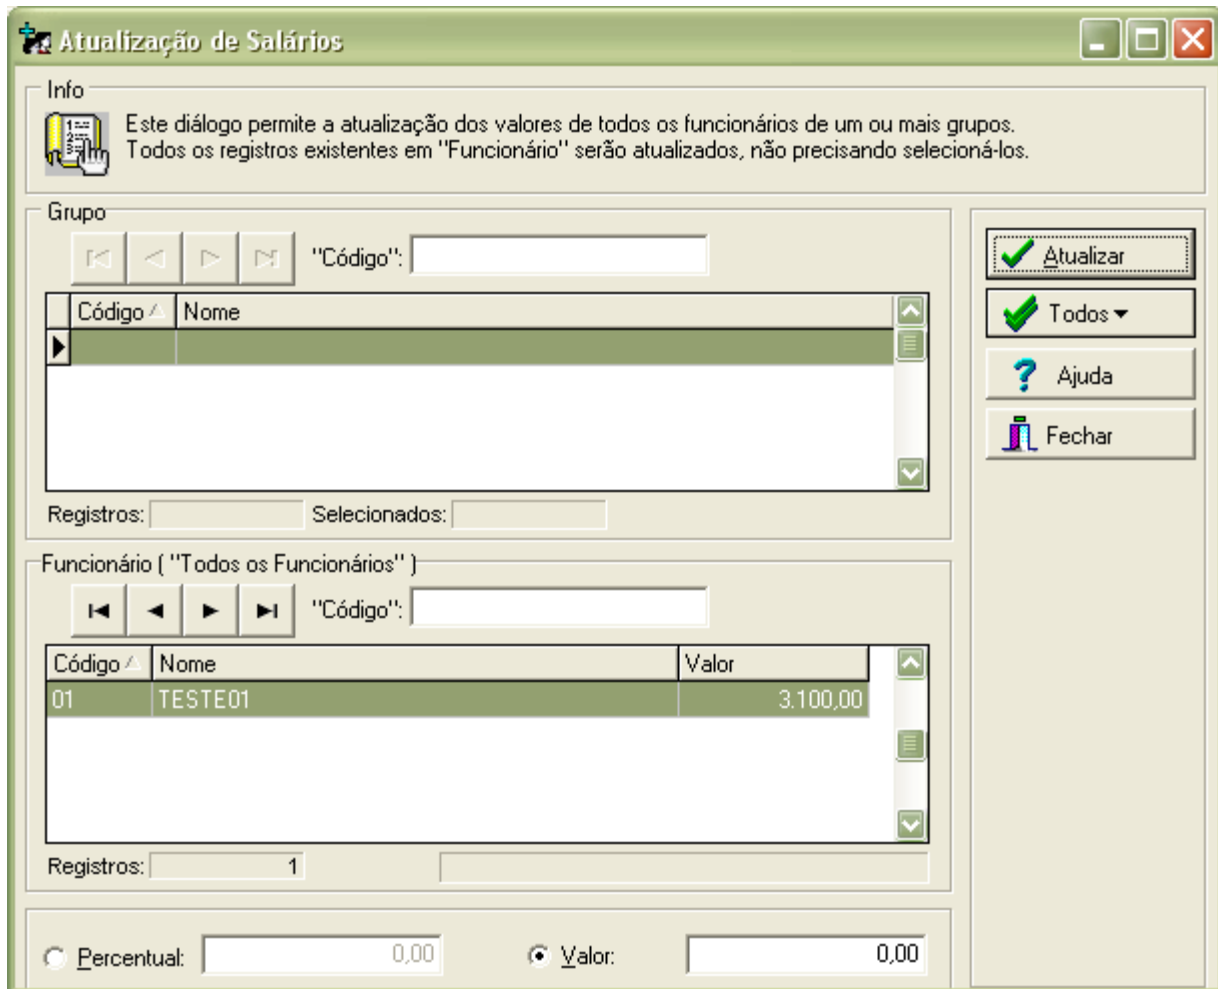 Atualização de Salários
Info
Este diálogo permite a atualização dos valores de todos os funcionários de um ou mais grupos.
Todos os registros existentes em "Funcionário" serão atualizados, não precisando selecioná-los.
Grupo
"Código":
Código Nome
Registros: Selecionados:
Funcionário ( "Todos os Funcionários" )
"Código":
Código Nome Valor
01 TESTE01 3.100,00
Registros: 1
Percentual: 0,00 Valor: 0,00
Atualizar
Todos
Ajuda
Fechar